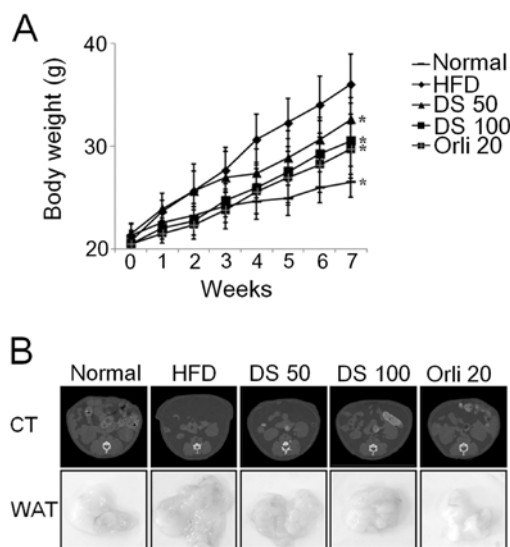 A
Body weight (g)
40
30
20
0 1 2 3 4 5 6 7
Weeks
* * * *
Normal
HFD
DS 50
DS 100
Orli 20
B
Normal HFD DS 50 DS 100 Orli 20
CT
WAT